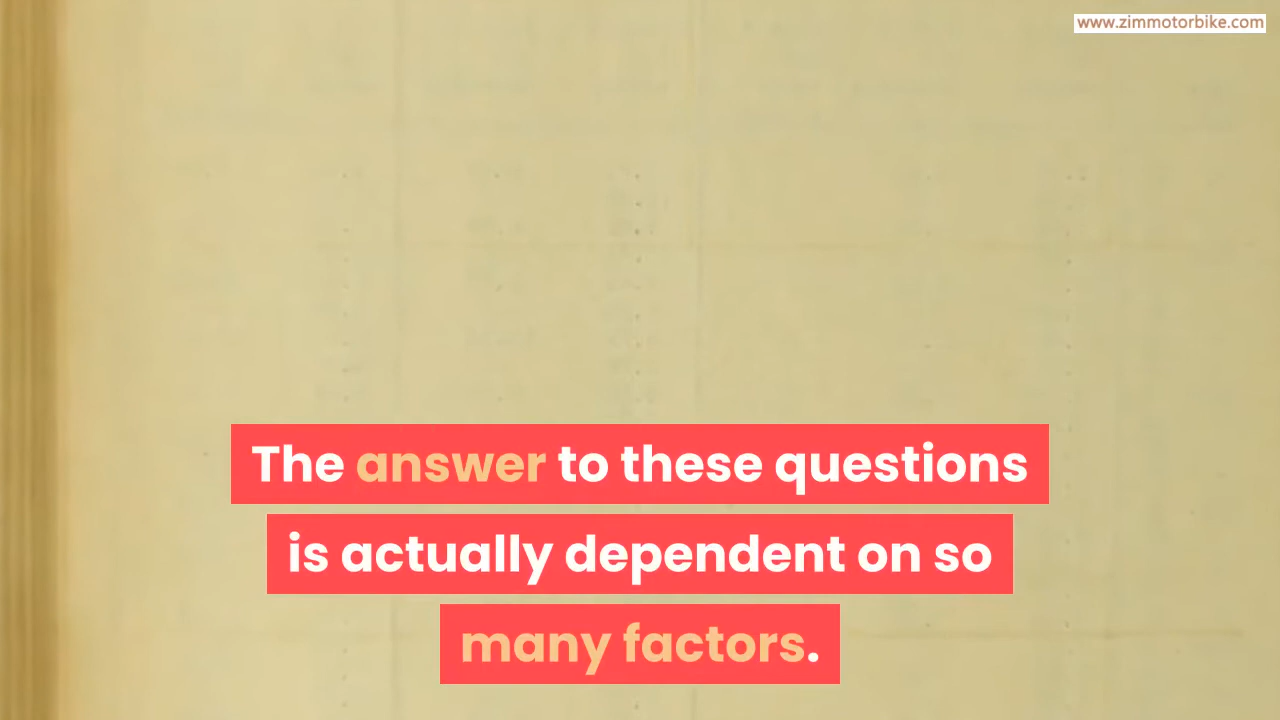 www.zimmotorbike.com
The answer to these questions
is actually dependent on so
many factors.